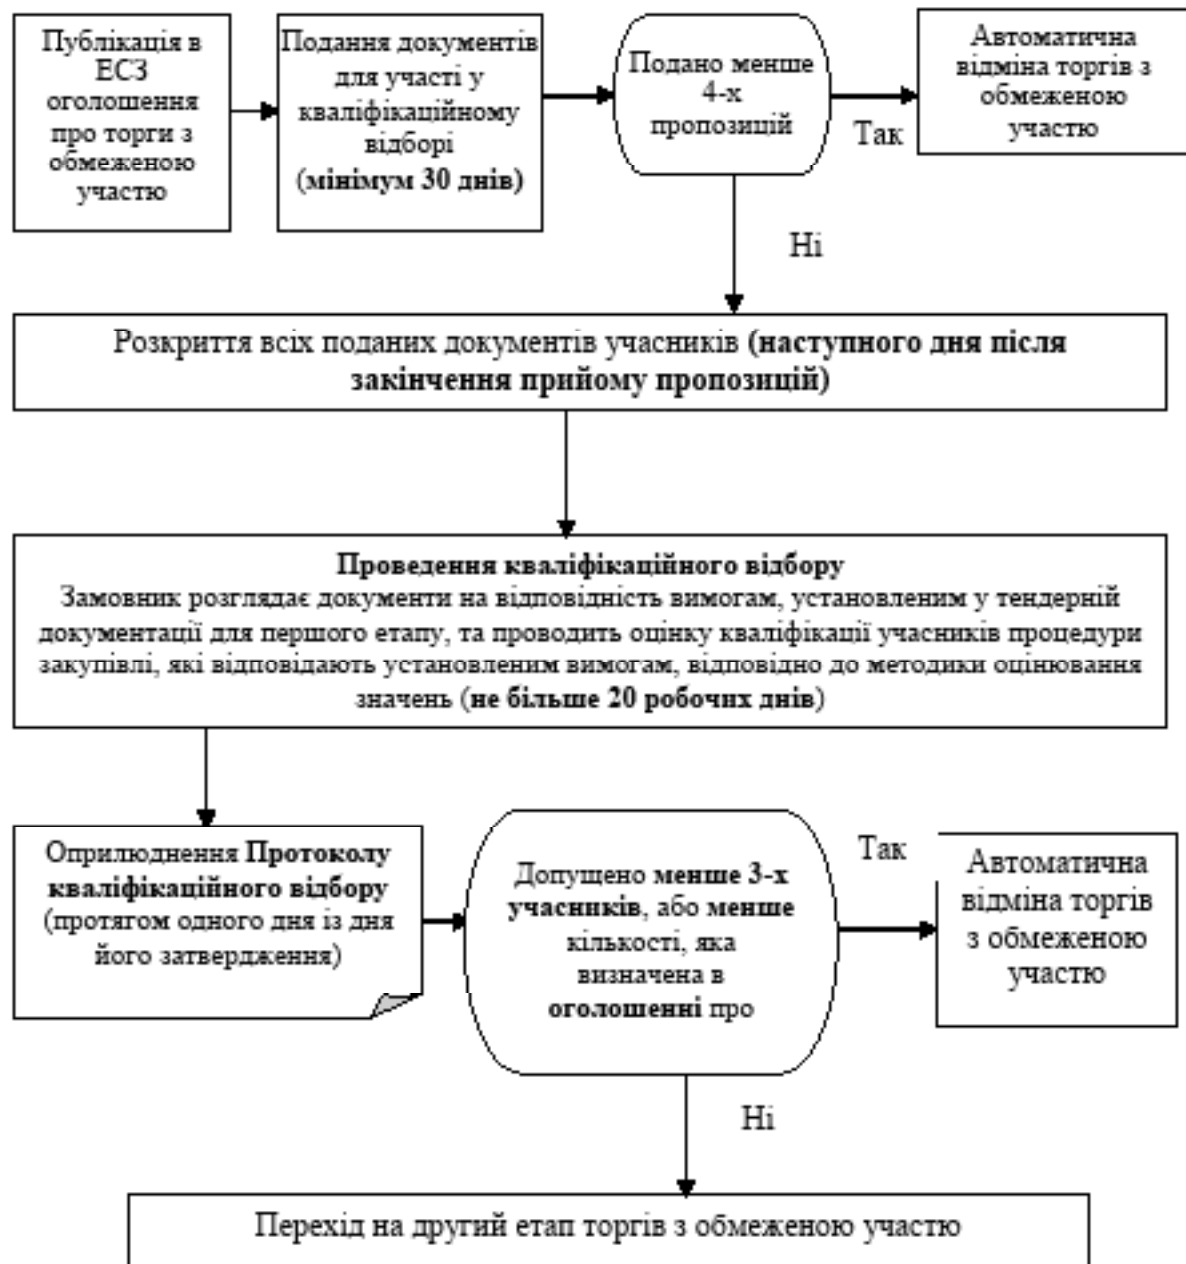 Публікація в
ЕСЗ
оголошення
про торги з
обмеженою
участю
Подання документів
для участі у
кваліфікаційному
відборі
(мінімум 30 днів)
Подано менше
4-х
пропозицій
Так
Автоматична
відміна торгів з
обмеженою
участю
Ні
Розкриття всіх поданих документів учасників (наступного дня після
закінчення прийому пропозицій)
Проведення кваліфікаційного відбору
Замовник розглядає документи на відповідність вимогам, установленим у тендерній
документації для першого етапу, та проводить оцінку кваліфікації учасників процедури
закупівлі, які відповідають установленим вимогам, відповідно до методики оцінювання
значень (не більше 20 робочих днів)
Оприлюднення Протоколу
кваліфікаційного відбору
(протягом одного дня із дня
його затвердження)
Допущено менше 3-х
учасників, або менше
кількості, яка
визначена в
оголошенні про
Так
Автоматична
відміна торгів
з обмеженою
участю
Ні
Перехід на другий етап торгів з обмеженою участю